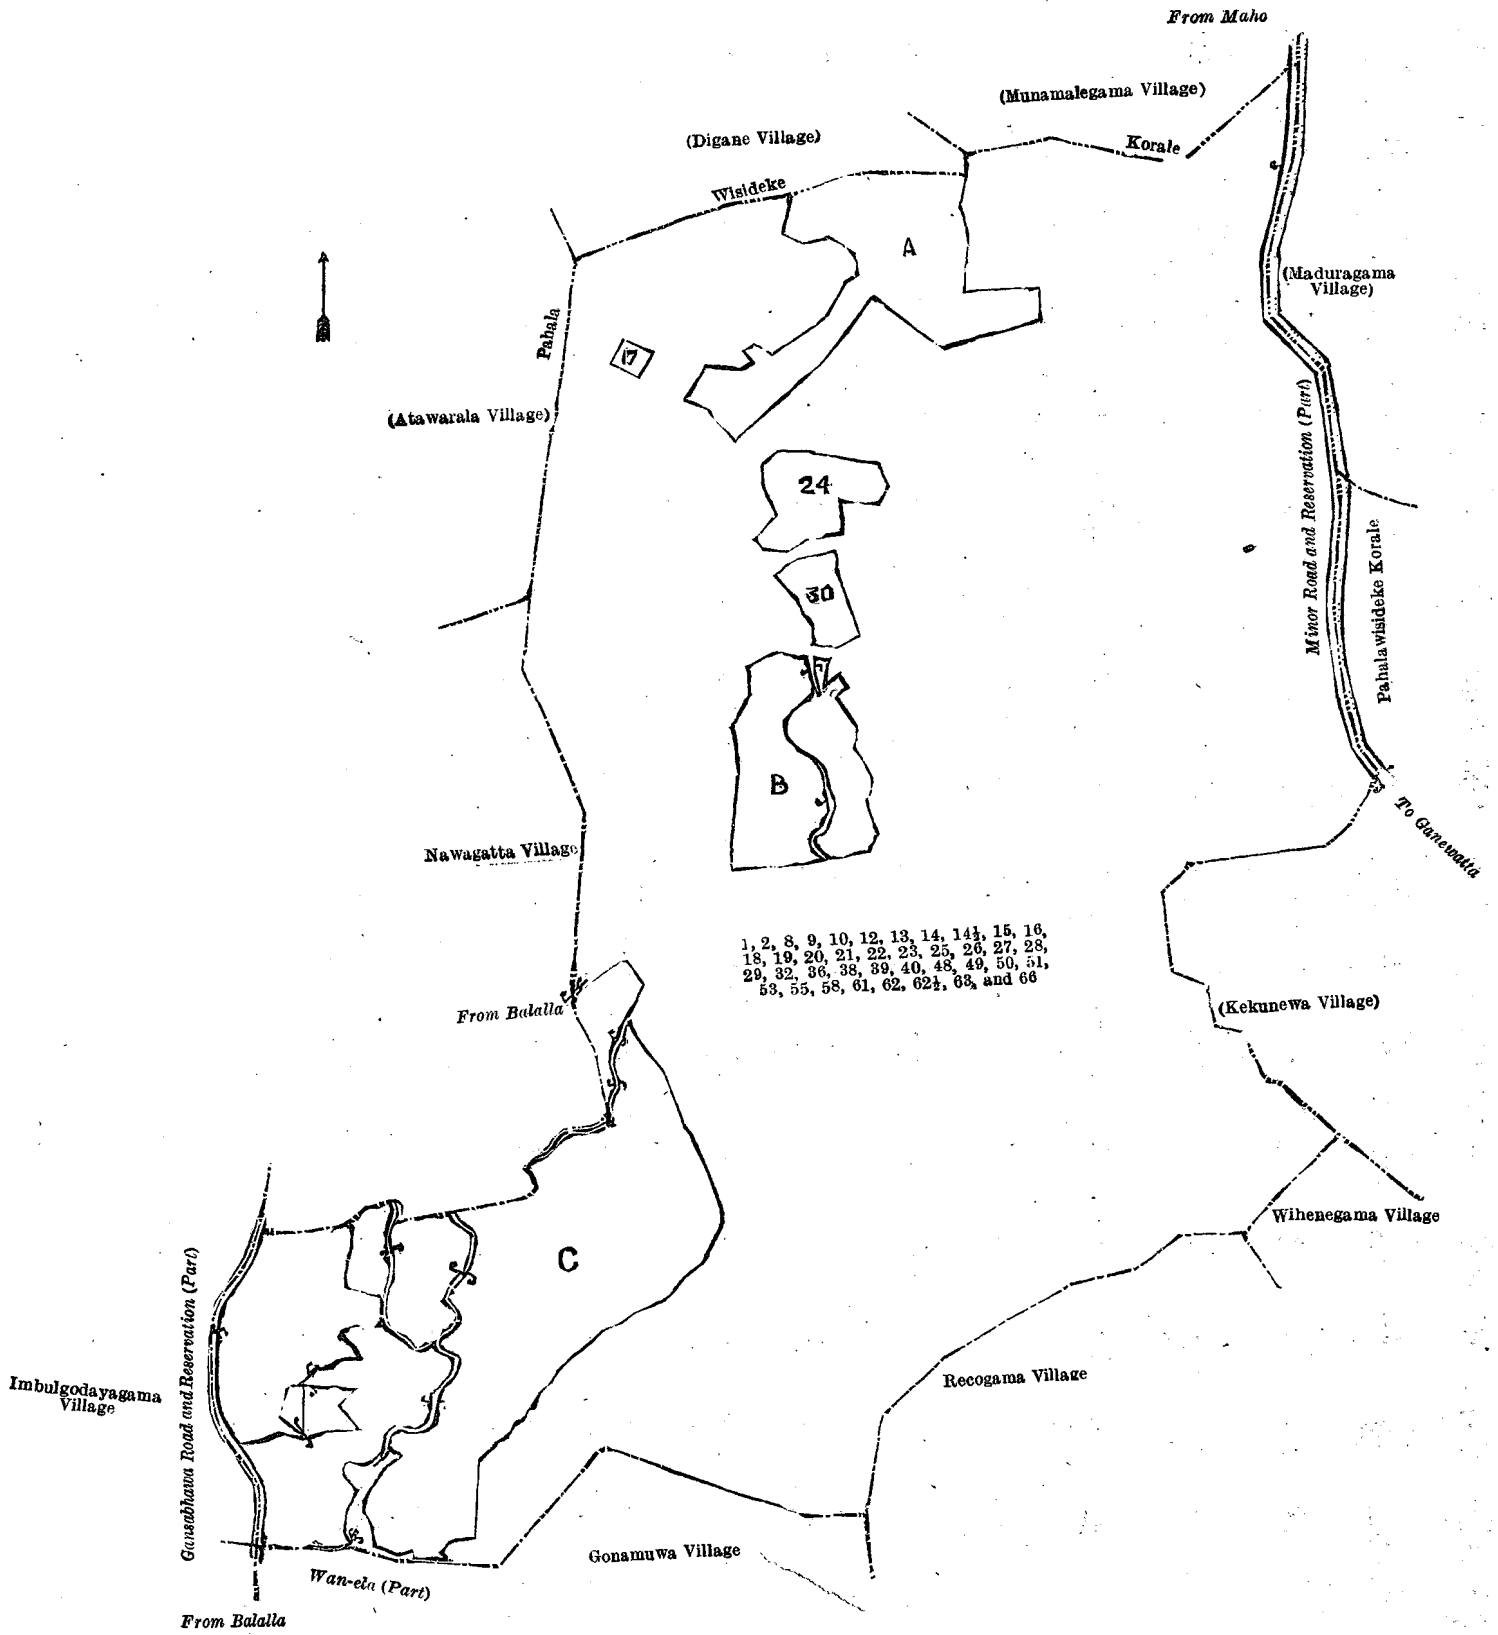 From Maho
(Munamalegama Village)
(Digane Village)
Korale
Wisideke
A
(Maduragama
Village)
Pahala
17
(Atawarala Village)
Minor Road and Reservation (Part)
24
Pahalawisideke Korale
30
B
To Ganewatta
Nawagatta Village
1, 2, 8, 9, 10, 12, 13, 14, 14½, 15, 16,
18, 19, 20, 21, 22, 23, 25, 26, 27, 28,
29, 32, 36, 38, 39, 40, 48, 49, 50, 51,
53, 55, 58, 61, 62, 62½, 63, and 66
From Balalla
(Kekunewa Village)
Wihenegama Village
C
Gansabhawa Road and Reservation (Part)
Imbulgodayagama
Village
Recogama Village
Gonamuwa Village
Wan-ela (Part)
From Balalla